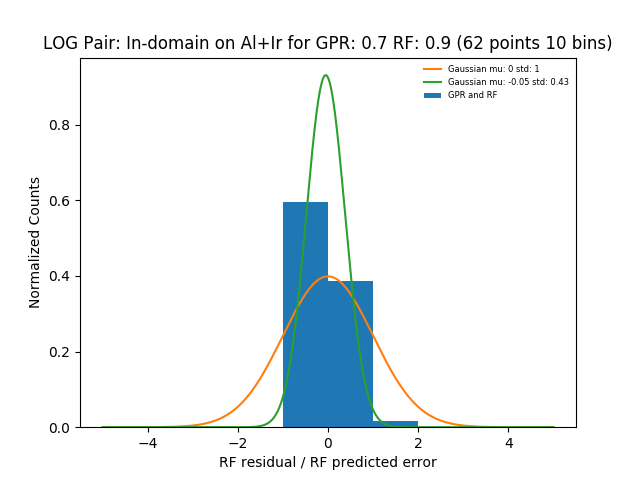 LOG Pair: In-domain on Al+Ir for GPR: 0.7 RF: 0.9 (62 points 10 bins)
Gaussian mu: 0 std: 1
Gaussian mu: -0.05 std: 0.43
GPR and RF
Normalized Counts
0.8
0.6
0.4
0.2
0.0
−4 −2 0 2 4
RF residual / RF predicted error